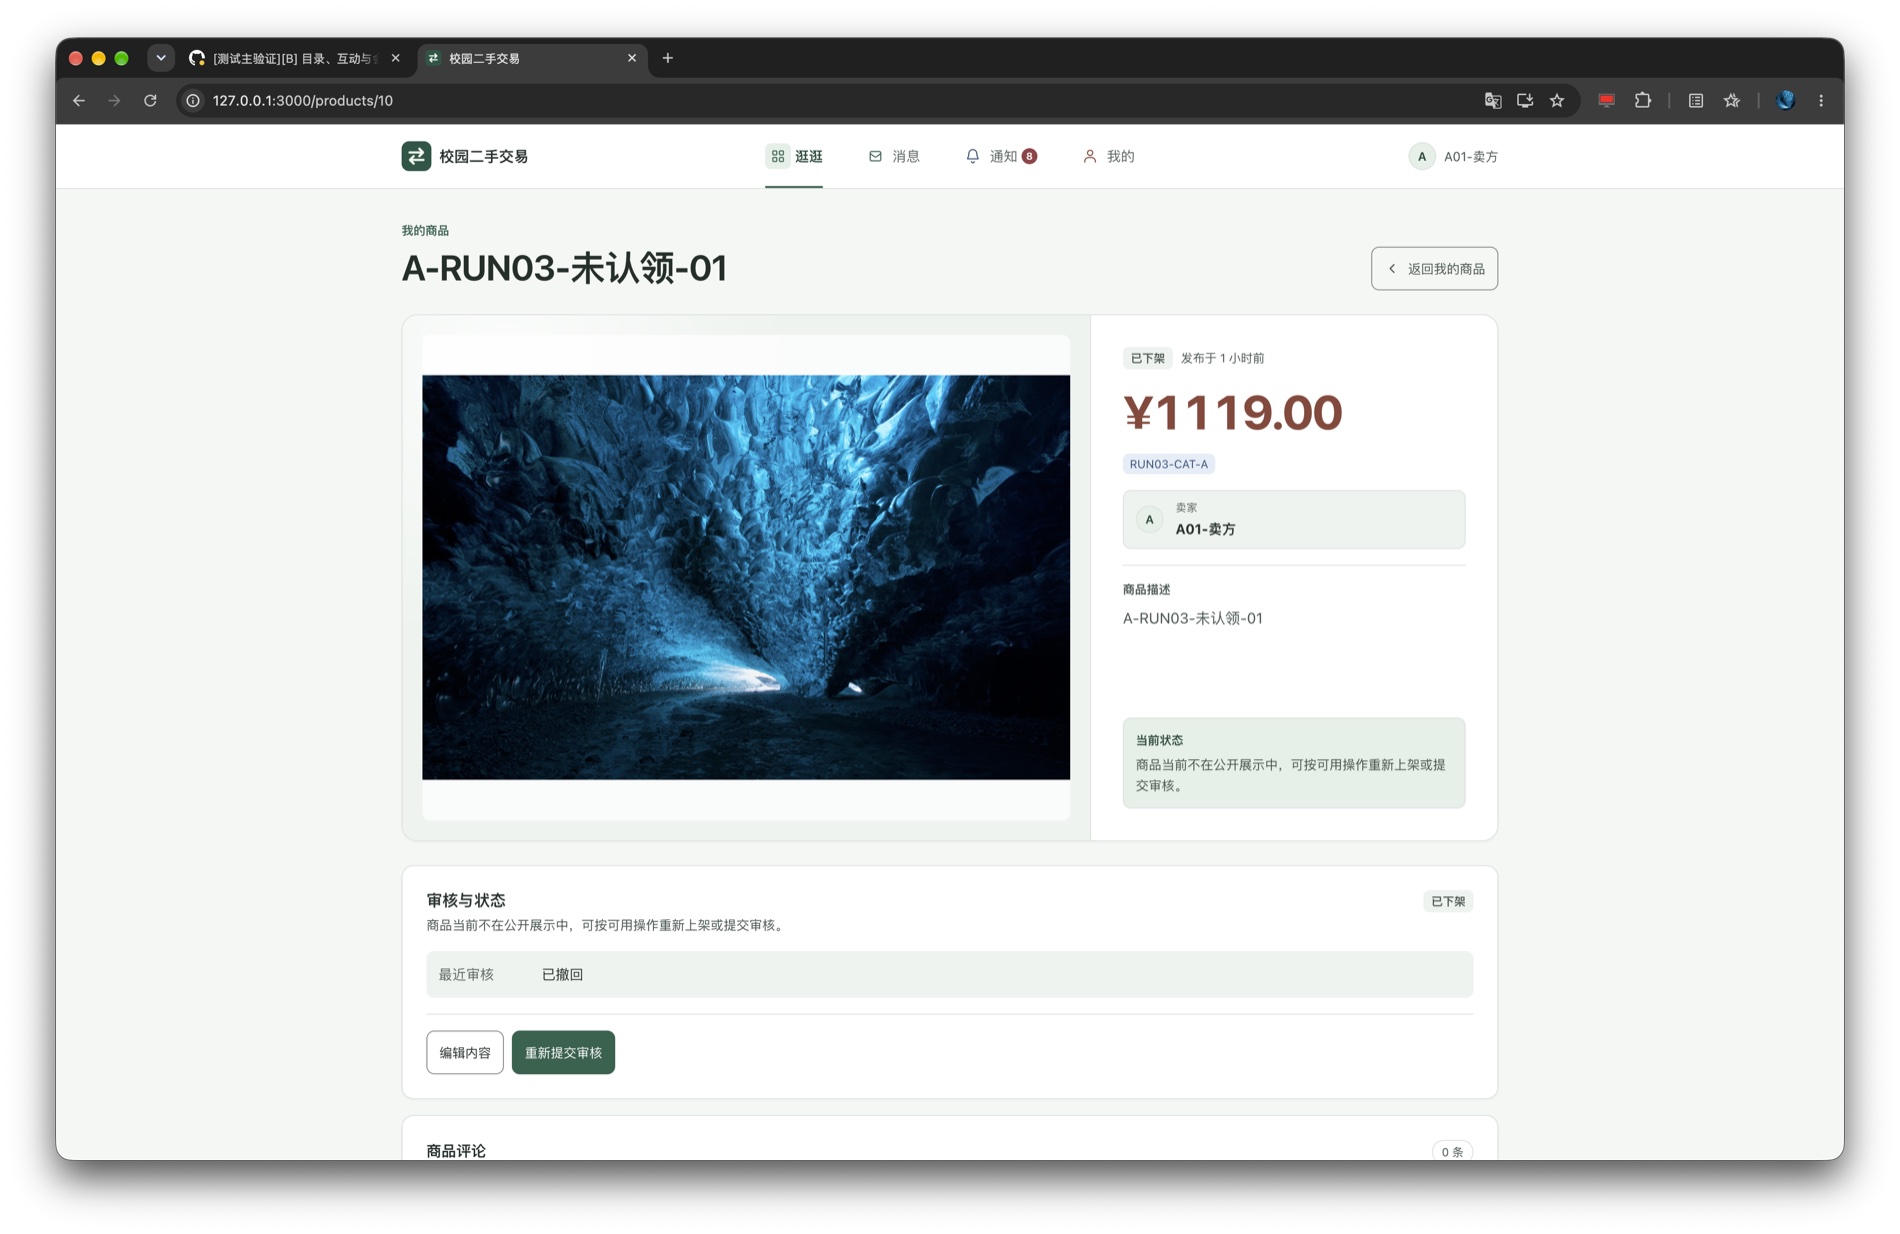 [测试主验证][B] 目录、互动与
校园二手交易
127.0.0.1:3000/products/10
校园二手交易
逛逛
消息
通知 8
我的
A A01-卖方
我的商品
A-RUN03-未认领-01
返回我的商品
已下架 发布于 1 小时前
¥1119.00
RUN03-CAT-A
A
卖家
A01-卖方
商品描述
A-RUN03-未认领-01
当前状态
商品当前不在公开展示中，可按可用操作重新上架或提
交审核。
审核与状态
已下架
商品当前不在公开展示中，可按可用操作重新上架或提交审核。
最近审核 已撤回
编辑内容
重新提交审核
商品评论
0 条